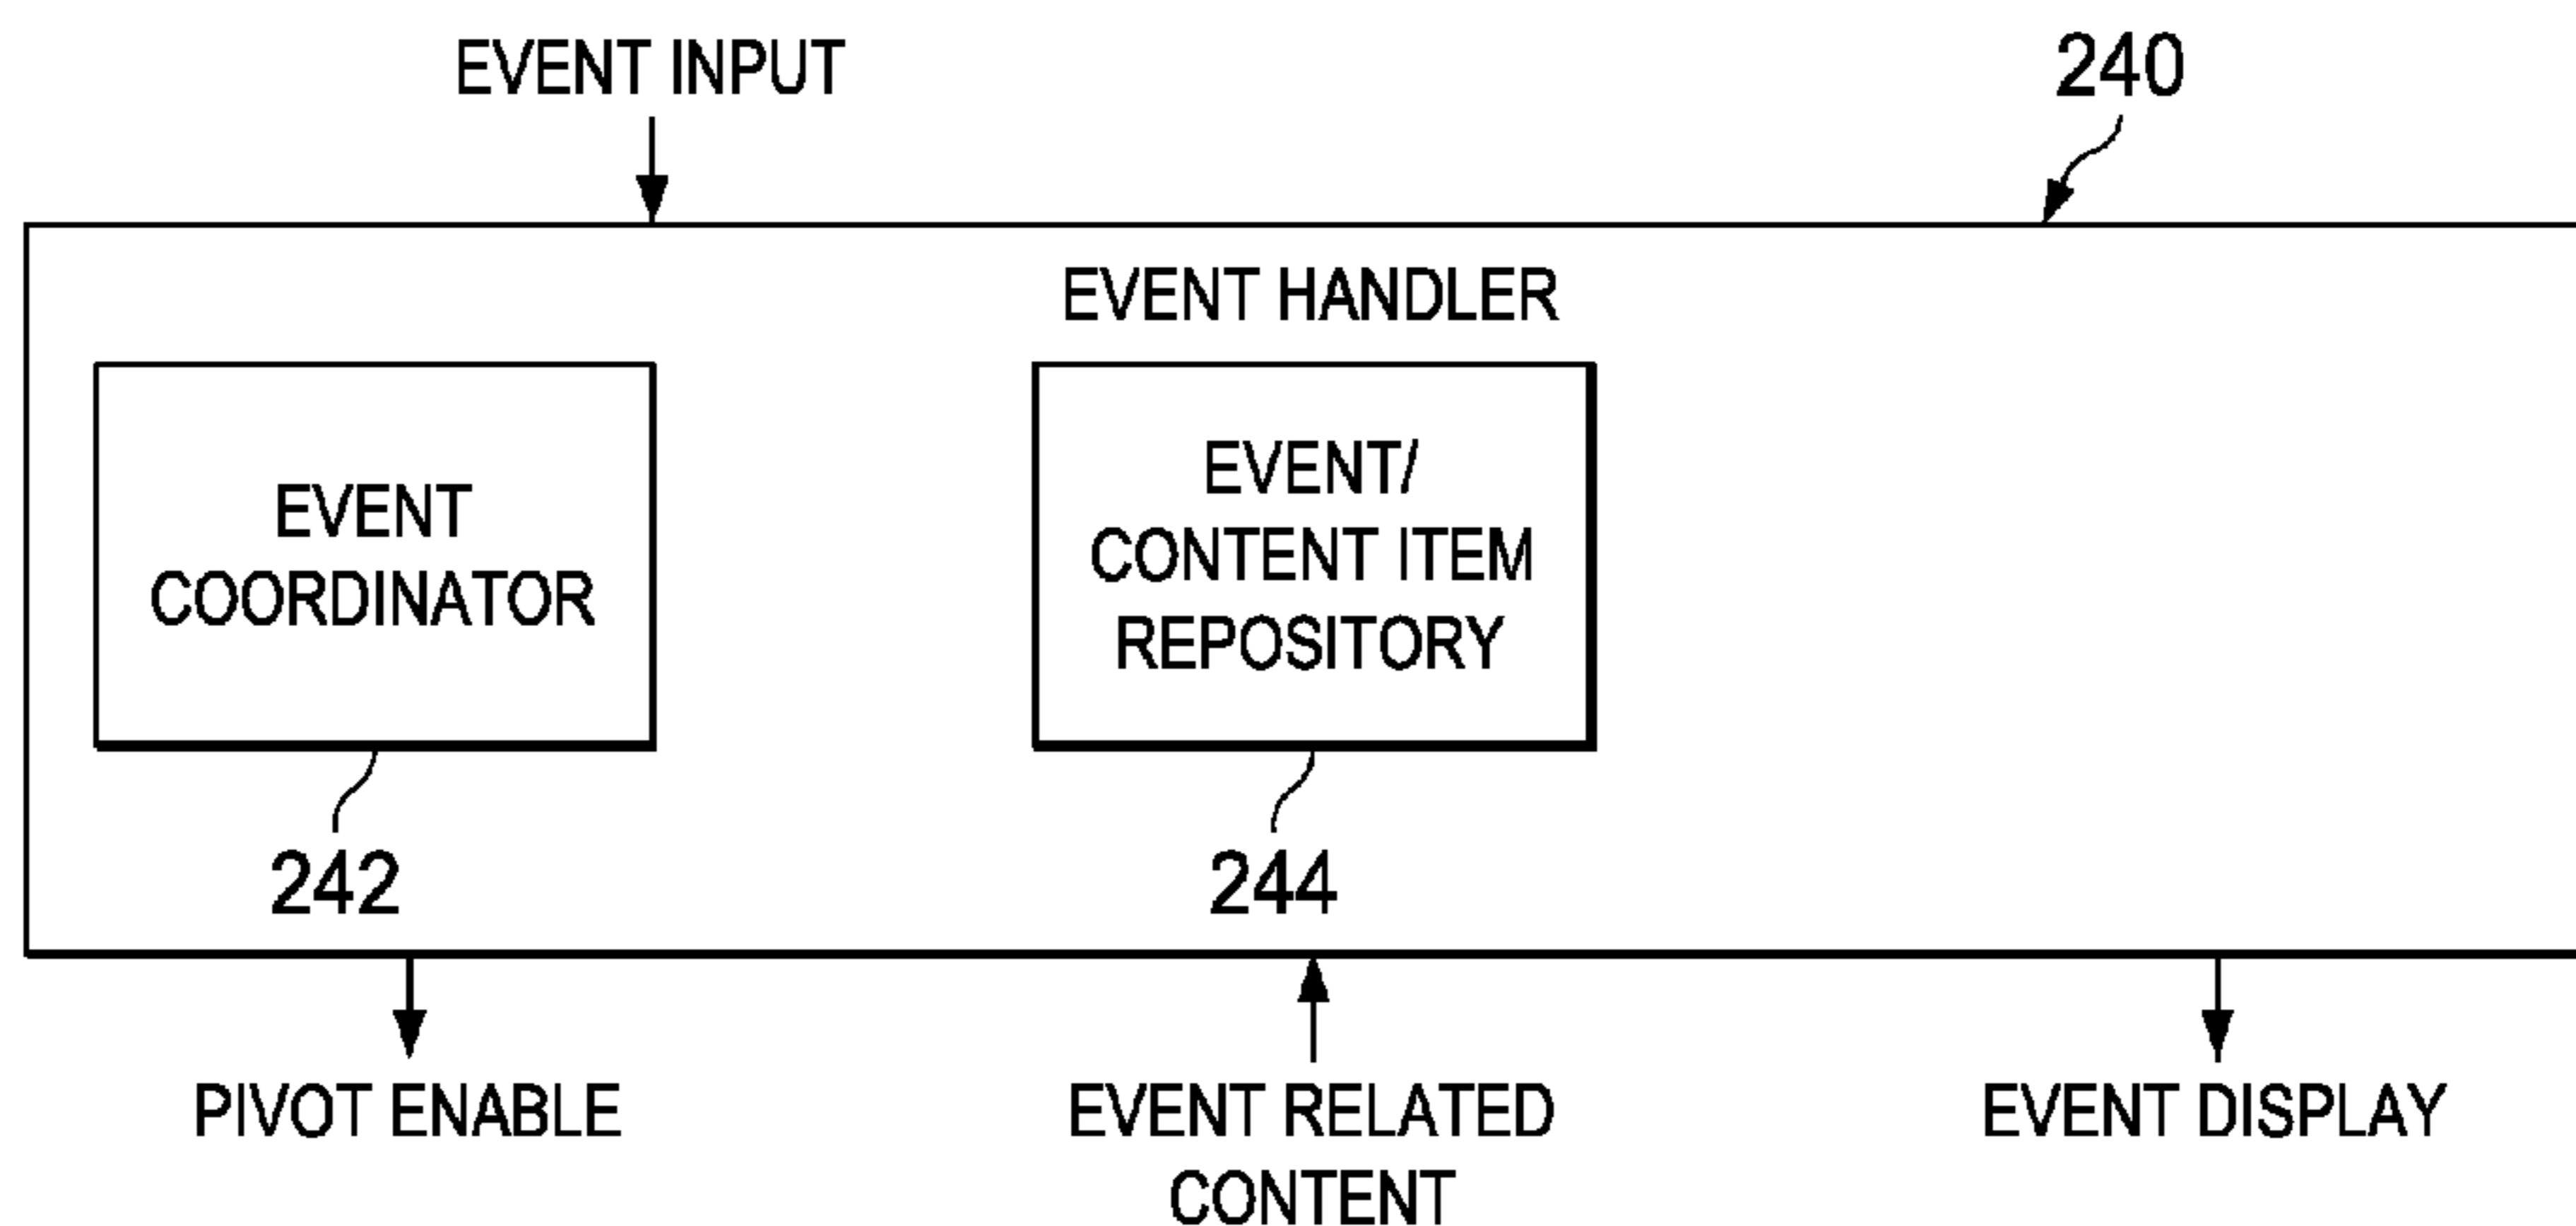 EVENT INPUT
240
EVENT HANDLER
EVENT
COORDINATOR
242
EVENT/
CONTENT ITEM
REPOSITORY
244
PIVOT ENABLE
EVENT RELATED
CONTENT
EVENT DISPLAY